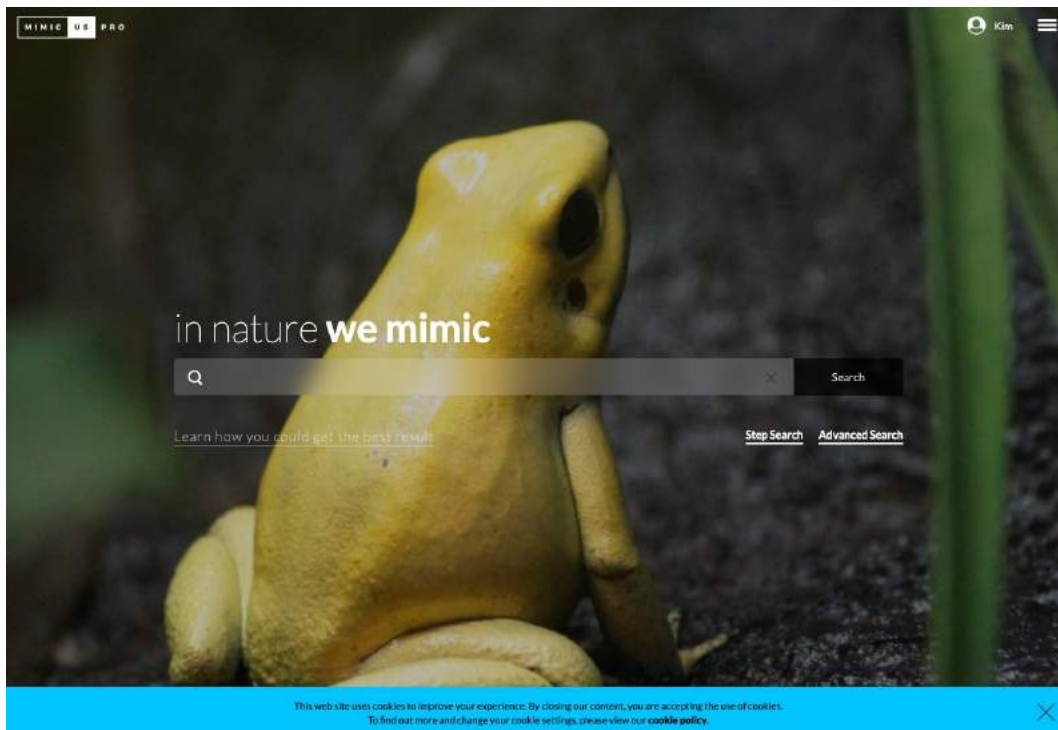 MIMIC US PRO
Kim
in nature we mimic
Search
Learn how you could get the best result
Step Search Advanced Search
This web site uses cookies to improve your experience. By closing our content, you are accepting the use of cookies.
To find out more and change your cookie settings, please view our cookie policy.